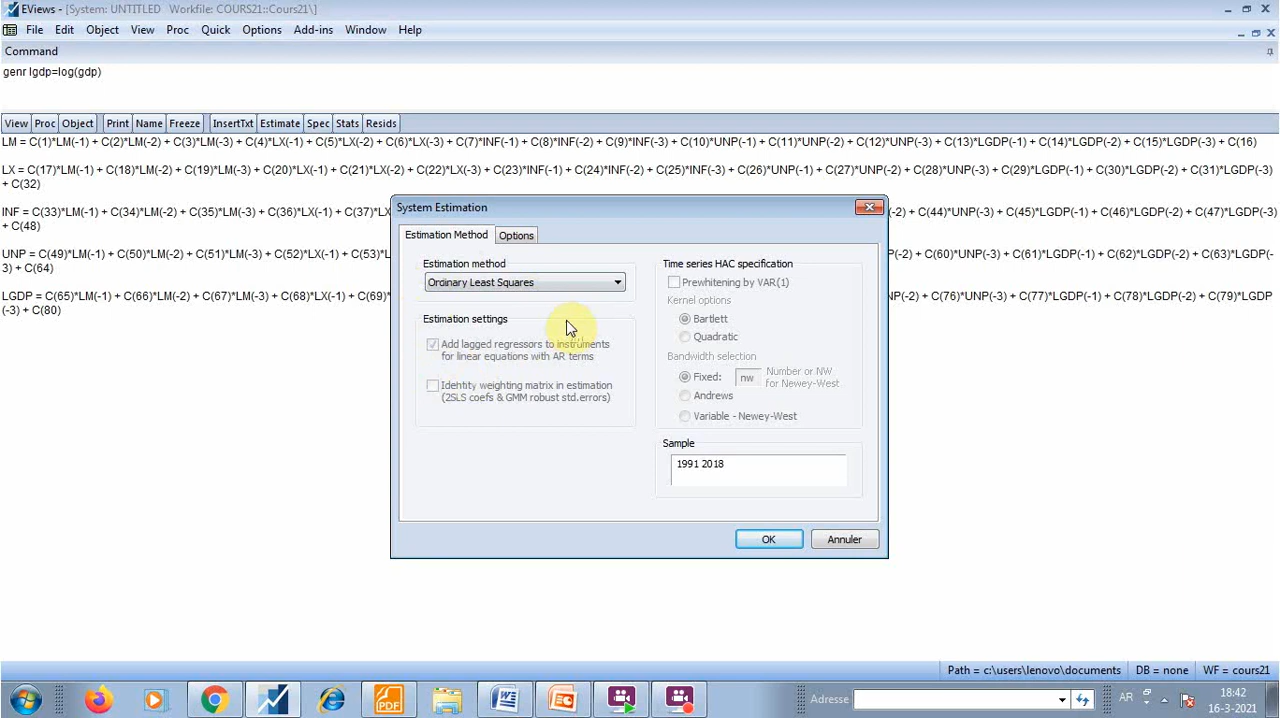 EViews - [System: UNTITLED   Workfile: COURS21::Cours21\]
File Edit Object View Proc Quick Options Add-ins Window Help
Command
genr lgdp=log(gdp)
View Proc Object Print Name Freeze InsertTxt Estimate Spec Stats Resids
LM = C(1)*LM(-1) + C(2)*LM(-2) + C(3)*LM(-3) + C(4)*LX(-1) + C(5)*LX(-2) + C(6)*LX(-3) + C(7)*INF(-1) + C(8)*INF(-2) + C(9)*INF(-3) + C(10)*UNP(-1) + C(11)*UNP(-2) + C(12)*UNP(-3) + C(13)*LGDP(-1) + C(14)*LGDP(-2) + C(15)*LGDP(-3) + C(16)
LX = C(17)*LM(-1) + C(18)*LM(-2) + C(19)*LM(-3) + C(20)*LX(-1) + C(21)*LX(-2) + C(22)*LX(-3) + C(23)*INF(-1) + C(24)*INF(-2) + C(25)*INF(-3) + C(26)*UNP(-1) + C(27)*UNP(-2) + C(28)*UNP(-3) + C(29)*LGDP(-1) + C(30)*LGDP(-2) + C(31)*LGDP(-3)
+ C(32)
INF = C(33)*LM(-1) + C(34)*LM(-2) + C(35)*LM(-3) + C(36)*LX(-1) + C(37)*LX (-2) + C(44)*UNP(-3) + C(45)*LGDP(-1) + C(46)*LGDP(-2) + C(47)*LGDP(-3)
+ C(48)
UNP = C(49)*LM(-1) + C(50)*LM(-2) + C(51)*LM(-3) + C(52)*LX(-1) + C(53)*L -2) + C(60)*UNP(-3) + C(61)*LGDP(-1) + C(62)*LGDP(-2) + C(63)*LGDP(-
3) + C(64)
LGDP = C(65)*LM(-1) + C(66)*LM(-2) + C(67)*LM(-3) + C(68)*LX(-1) + C(69)* NP(-2) + C(76)*UNP(-3) + C(77)*LGDP(-1) + C(78)*LGDP(-2) + C(79)*LGDP
(-3) + C(80)
System Estimation
Estimation Method Options
Estimation method
Ordinary Least Squares
Estimation settings
Add lagged regressors to instruments
for linear equations with AR terms
Identity weighting matrix in estimation
(2SLS coefs & GMM robust std.errors)
Time series HAC specification
Prewhitening by VAR(1)
Kernel options
Bartlett
Quadratic
Bandwidth selection
Fixed: nw Number or NW
for Newey-West
Andrews
Variable - Newey-West
Sample
1991 2018
OK Annuler
Path = c:\users\lenovo\documents DB = none WF = cours21
Adresse AR 18:42
16-3-2021